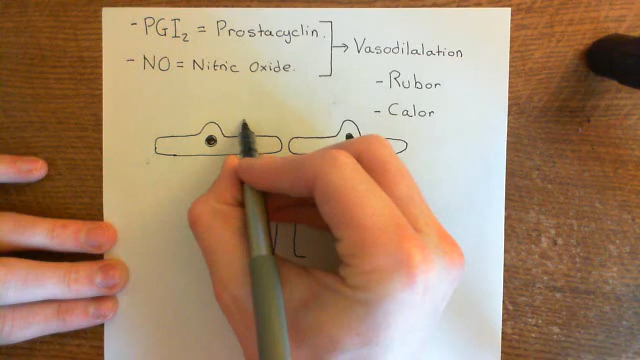 - PGI₂ = Prostacyclin.
- NO = Nitric Oxide.
→ Vasodilalation
- Rubor
- Calor